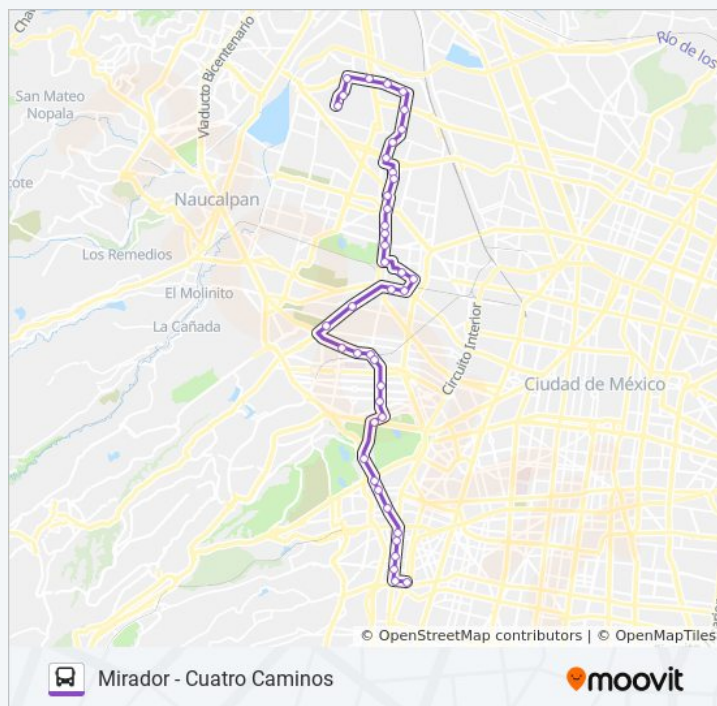 Viaducto Bicentenario
Río de los
San Mateo
Nopala
Naucalpan
Los Remedios
El Molinito
La Cañada
Circuito Interior
Ciudad de México
© OpenStreetMap contributors | © OpenMapTiles
Mirador - Cuatro Caminos
moovit